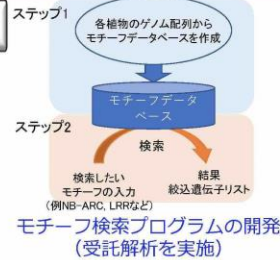 ステップ1
各植物のゲノム配列から
モチーフデータベースを作成
モチーフデータ
ベース
ステップ2
検索
検索したい
モチーフの入力
(例NB-ARC, LRRなど)
結果
絞込遺伝子リスト
モチーフ検索プログラムの開発
(受託解析を実施)